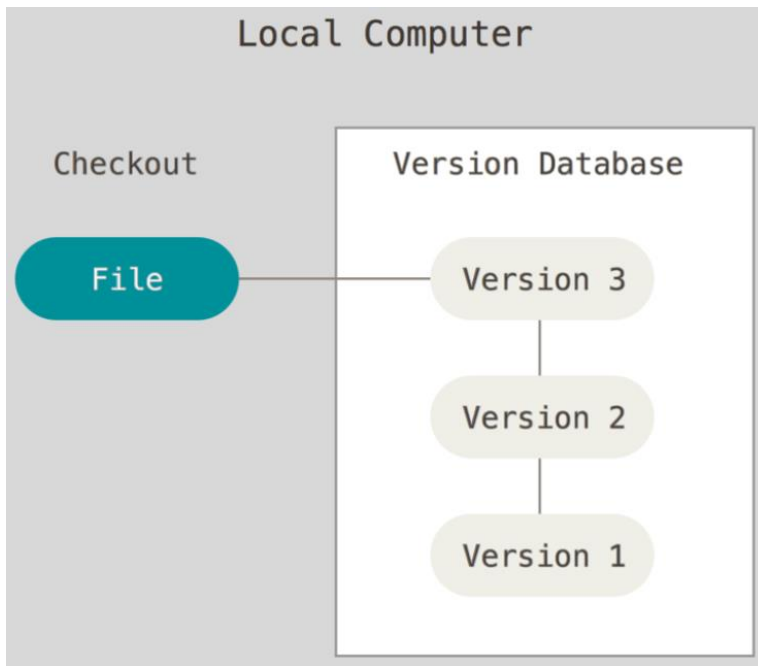 Local Computer
Checkout
Version Database
File
Version 3
Version 2
Version 1